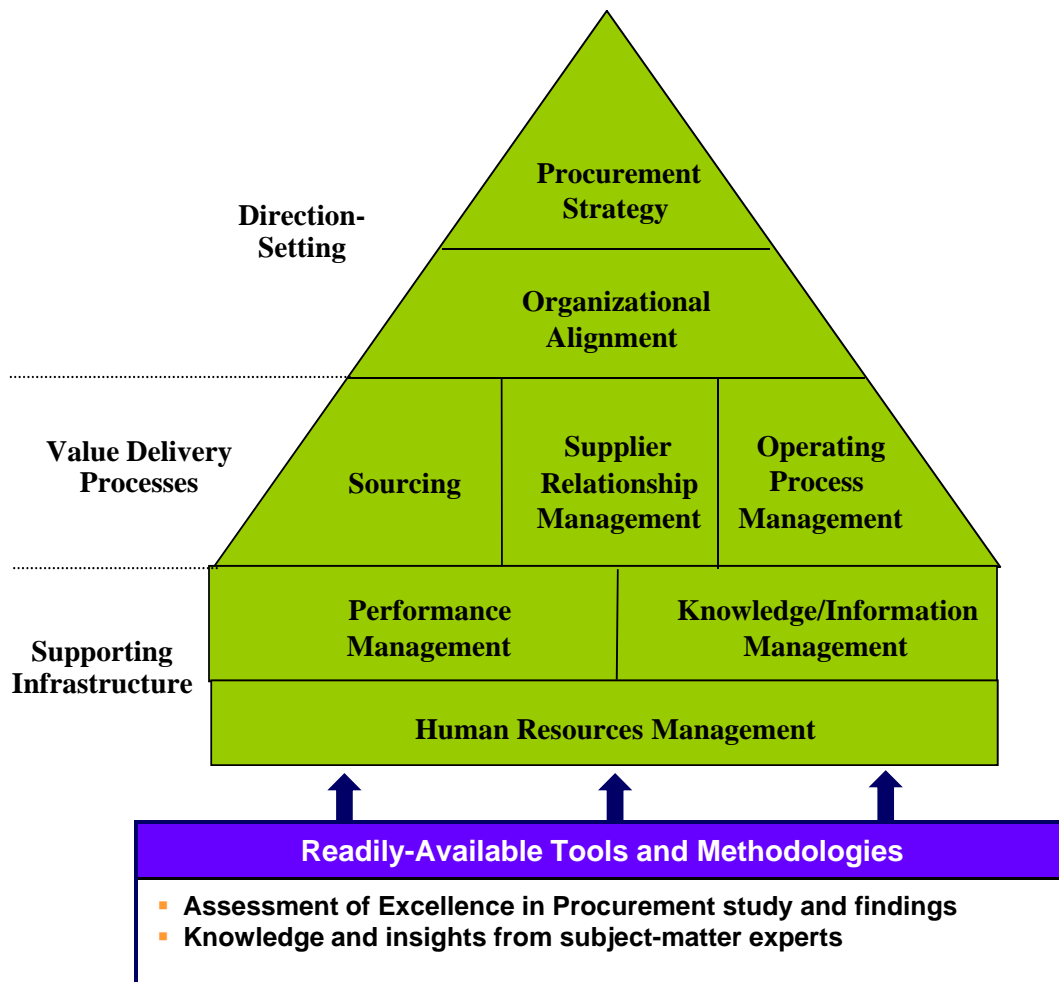 Procurement
Strategy
Direction-
Setting
Organizational
Alignment
Value Delivery
Processes
Sourcing
Supplier
Relationship
Management
Operating
Process
Management
Supporting
Infrastructure
Performance
Management
Knowledge/Information
Management
Human Resources Management
Readily-Available Tools and Methodologies
▪ Assessment of Excellence in Procurement study and findings
▪ Knowledge and insights from subject-matter experts